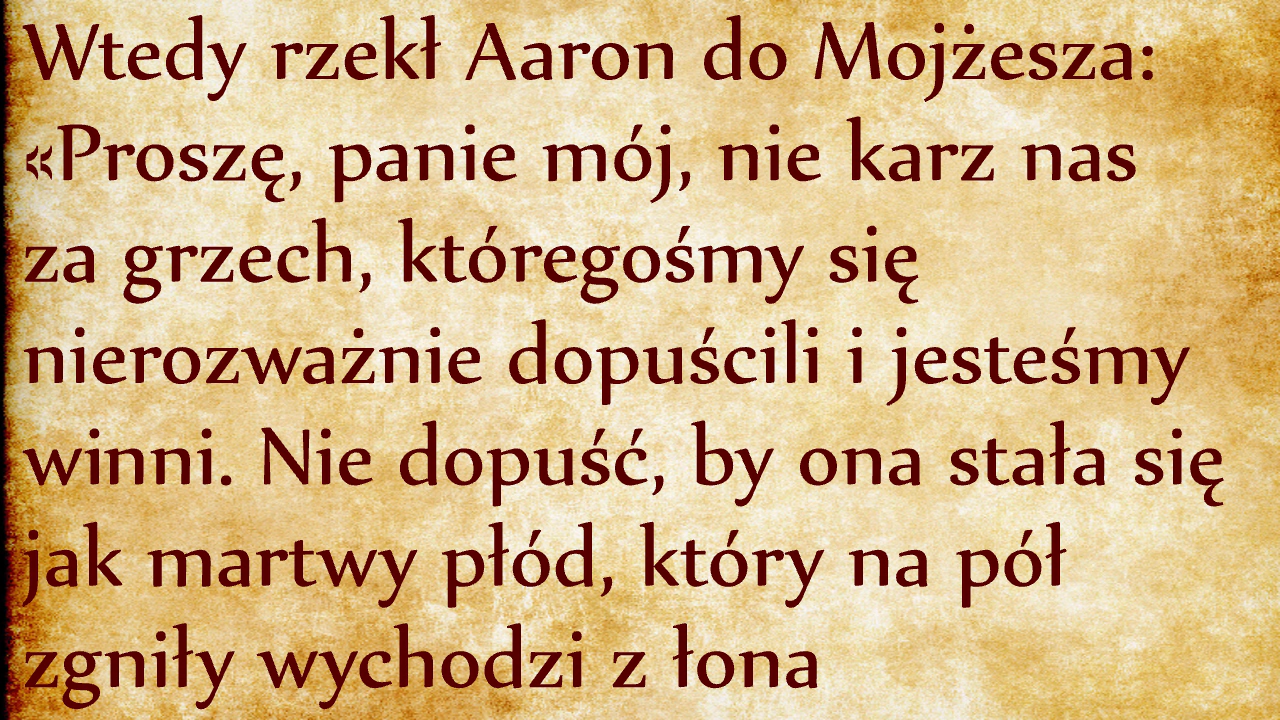 Wtedy rzekł Aaron do Mojżesza:
«Proszę, panie mój, nie karz nas
za grzech, któregośmy się
nierozważnie dopuścili i jesteśmy
winni. Nie dopuść, by ona stała się
jak martwy płód, który na pół
zgniły wychodzi z łona